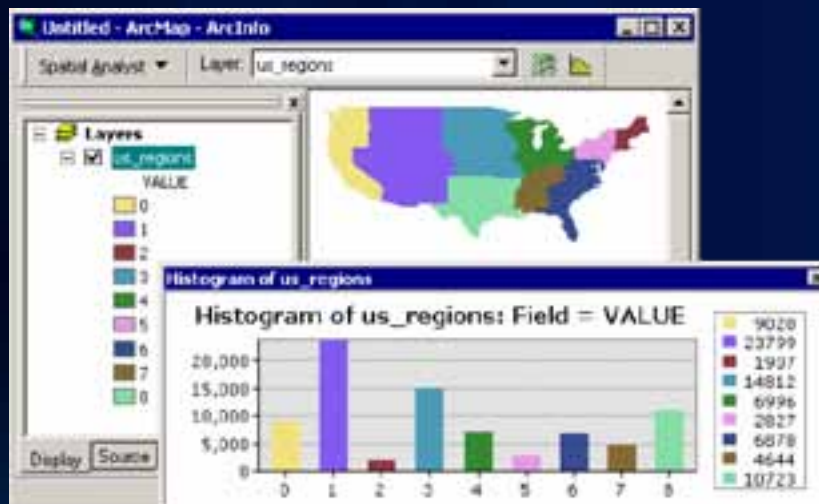 Untitled - ArcMap - ArcInfo
Spatial Analyst
Layer: us_regions
Layers
us_regions
VALUE
0
1
2
3
4
5
6
7
8
Display Source
Histogram of us_regions
Histogram of us_regions: Field = VALUE
20,000
15,000
10,000
5,000
0
0 1 2 3 4 5 6 7 8
9028
23799
1937
14812
6996
2827
6878
4644
10723